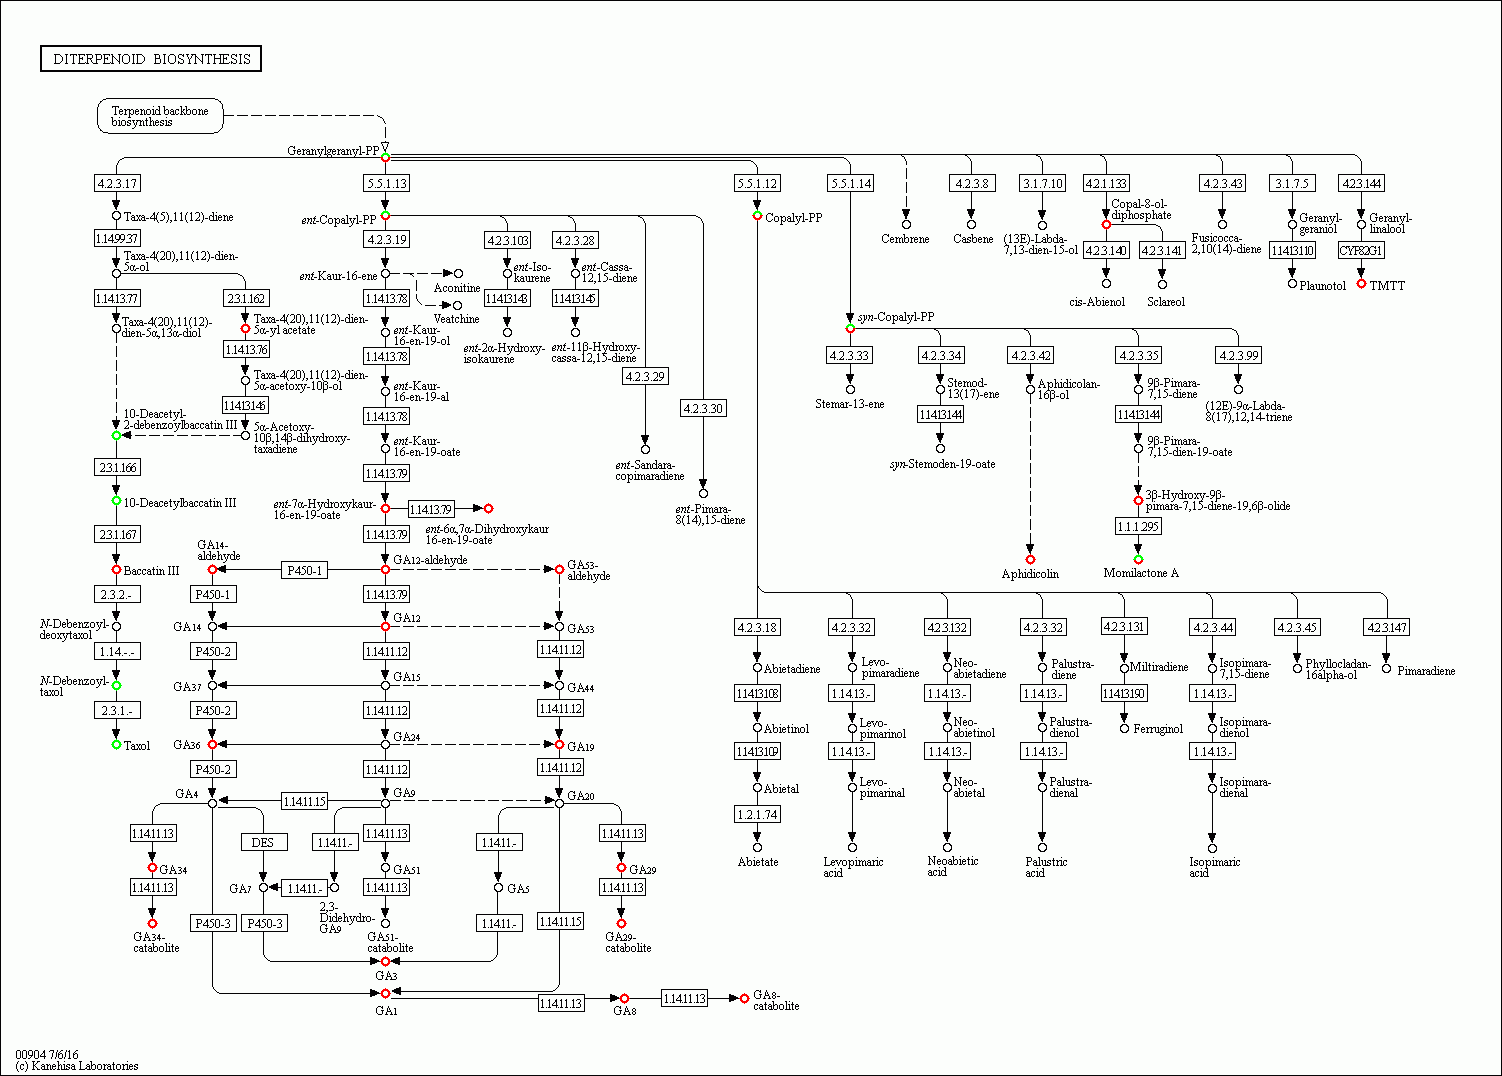 DITERPENOID BIOSYNTHESIS
Terpenoid backbone
biosynthesis
Geranylgeranyl-PP
4.2.3.17
5.5.1.13
5.5.1.12
5.5.1.14
4.2.3.8
3.1.7.10
4.2.1.133
4.2.3.43
3.1.7.5
4.2.3.144
Taxa-4(5),11(12)-diene
1.14.99.37
Taxa-4(20),11(12)-dien-
5α-ol
1.14.13.77
2.3.1.162
Taxa-4(20),11(12)-
dien-5α,13α-diol
Taxa-4(20),11(12)-dien-
5α-yl acetate
1.14.13.76
Taxa-4(20),11(12)-dien-
5α-acetoxy-10β-ol
1.14.13.146
10-Deacetyl-
2-debenzoylbaccatin III
5α-Acetoxy-
10β,14β-dihydroxy-
taxadiene
2.3.1.166
10-Deacetylbaccatin III
2.3.1.167
Baccatin III
2.3.2.-
N-Debenzoyl-
deoxytaxol
1.14.-.-
N-Debenzoyl-
taxol
2.3.1.-
Taxol
ent-Copalyl-PP
4.2.3.19
4.2.3.103
4.2.3.28
ent-Kaur-16-ene
Aconitine
Veatchine
ent-Iso-
kaurene
ent-Cassa-
12,15-diene
1.14.13.78
1.14.13.143
1.14.13.145
ent-Kaur-
16-en-19-ol
ent-2α-Hydroxy-
isokaurene
ent-11β-Hydroxy-
cassa-12,15-diene
1.14.13.78
4.2.3.29
ent-Kaur-
16-en-19-al
4.2.3.30
1.14.13.78
ent-Kaur-
16-en-19-oate
ent-Sandara-
copimaradiene
1.14.13.79
ent-Pimara-
8(14),15-diene
ent-7α-Hydroxykaur-
16-en-19-oate
1.14.13.79
ent-6α,7α-Dihydroxykaur
16-en-19-oate
1.14.13.79
GA14-
aldehyde
P450-1
GA12-aldehyde
GA53-
aldehyde
P450-1
1.14.13.79
GA14
GA12
GA53
P450-2
1.14.11.12
1.14.11.12
GA37
GA15
GA44
P450-2
1.14.11.12
1.14.11.12
GA36
GA24
GA19
P450-2
1.14.11.12
1.14.11.12
GA4
1.14.11.15
GA9
GA20
1.14.11.13
DES
1.14.11.-
1.14.11.13
1.14.11.-
1.14.11.13
GA34
GA51
GA29
1.14.11.13
GA7
1.14.11.-
1.14.11.13
GA5
1.14.11.13
2,3-
Didehydro-
GA9
P450-3
P450-3
1.14.11.-
1.14.11.15
GA34-
catabolite
GA51-
catabolite
GA29-
catabolite
GA3
GA1
1.14.11.13
GA8
1.14.11.13
GA8-
catabolite
Copalyl-PP
Cembrene
Casbene
(13E)-Labda-
7,13-dien-15-ol
Copal-8-ol-
diphosphate
4.2.3.140
4.2.3.141
cis-Abienol
Sclareol
Fusicocca-
2,10(14)-diene
Geranyl-
geraniol
1.14.13.110
Plaunotol
Geranyl-
linalool
CYP82G1
TMTT
syn-Copalyl-PP
4.2.3.33
4.2.3.34
4.2.3.42
4.2.3.35
4.2.3.99
Stemar-13-ene
Stemod-
13(17)-ene
Aphidicolan-
16β-ol
9β-Pimara-
7,15-diene
(12E)-9α-Labda-
8(17),12,14-triene
1.14.13.144
1.14.13.144
syn-Stemoden-19-oate
9β-Pimara-
7,15-dien-19-oate
3β-Hydroxy-9β-
pimara-7,15-diene-19,6β-olide
1.1.1.295
Aphidicolin
Momilactone A
4.2.3.18
4.2.3.32
4.2.3.132
4.2.3.32
4.2.3.131
4.2.3.44
4.2.3.45
4.2.3.147
Abietadiene
Levo-
pimaradiene
Neo-
abietadiene
Palustra-
diene
Miltiradiene
Isopimara-
7,15-diene
Phyllocladan-
16alpha-ol
Pimaradiene
1.14.13.108
1.14.13.-
1.14.13.-
1.14.13.-
1.14.13.190
1.14.13.-
Abietinol
Levo-
pimarinol
Neo-
abietinol
Palustra-
dienol
Ferruginol
Isopimara-
dienol
1.14.13.109
1.14.13.-
1.14.13.-
1.14.13.-
1.14.13.-
Abietal
Levo-
pimarinal
Neo-
abietal
Palustra-
dienal
Isopimara-
dienal
1.2.1.74
Abietate
Levopimaric
acid
Neoabietic
acid
Palustric
acid
Isopimaric
acid
00904 7/6/16
(c) Kanehisa Laboratories